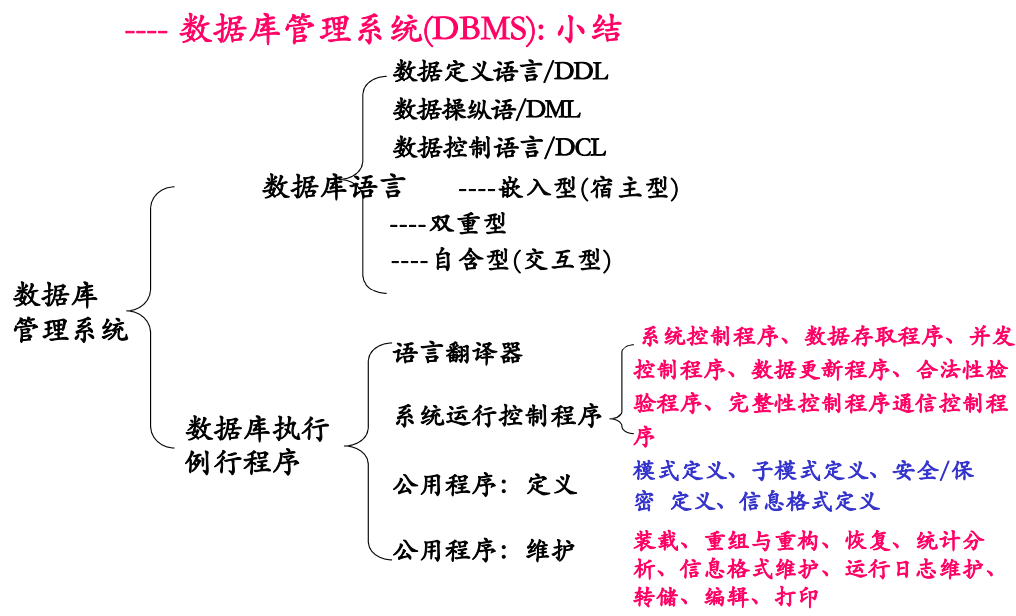 ---- 数据库管理系统(DBMS): 小结
数据定义语言/DDL
数据操纵语/DML
数据控制语言/DCL
数据库语言 ----嵌入型(宿主型)
----双重型
----自含型(交互型)
数据库
管理系统
语言翻译器
系统控制程序、数据存取程序、并发
控制程序、数据更新程序、合法性检
验程序、完整性控制程序通信控制程
序
系统运行控制程序
数据库执行
例行程序
公用程序：定义
模式定义、子模式定义、安全/保
密 定义、信息格式定义
公用程序：维护
装载、重组与重构、恢复、统计分
析、信息格式维护、运行日志维护、
转储、编辑、打印